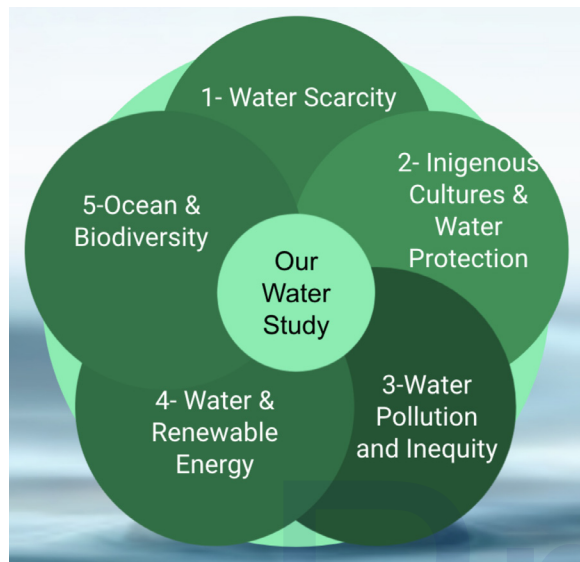 1- Water Scarcity
2- Inigenous
Cultures &
Water
Protection
3-Water
Pollution
and Inequity
4- Water &
Renewable
Energy
5-Ocean &
Biodiversity
Our
Water
Study